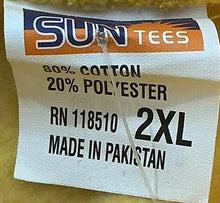 SUN TEES
80% COTTON
20% POLYESTER
RN 118510 2XL
MADE IN PAKISTAN